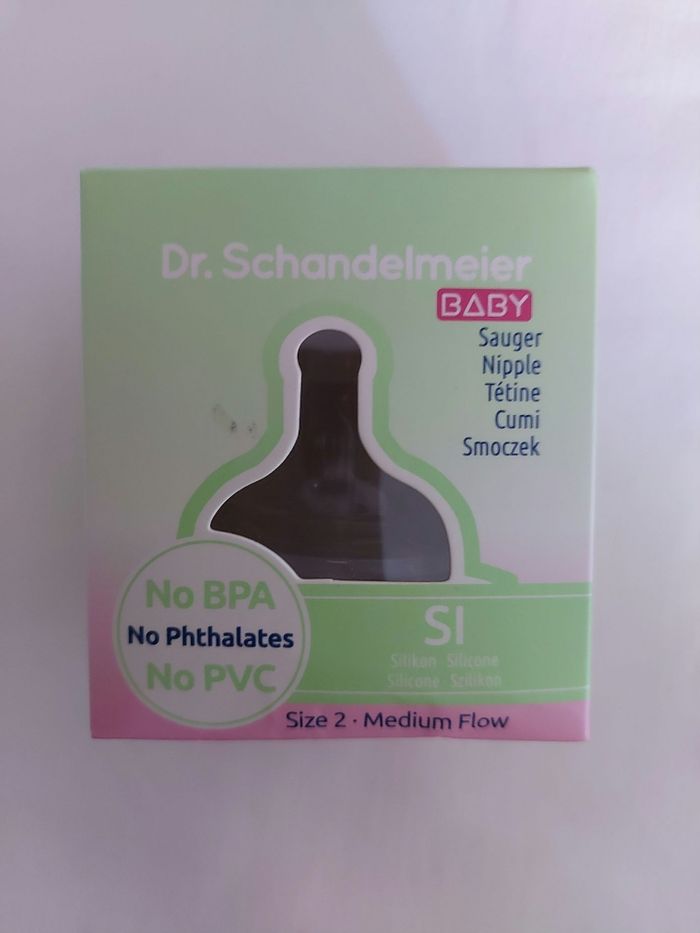 Dr. Schandelmeier
BABY
Sauger
Nipple
Tétine
Cumi
Smoczek
No BPA
No Phthalates
No PVC
SI
Silikon · Silicone
Silicone · Szilikon
Size 2 · Medium Flow